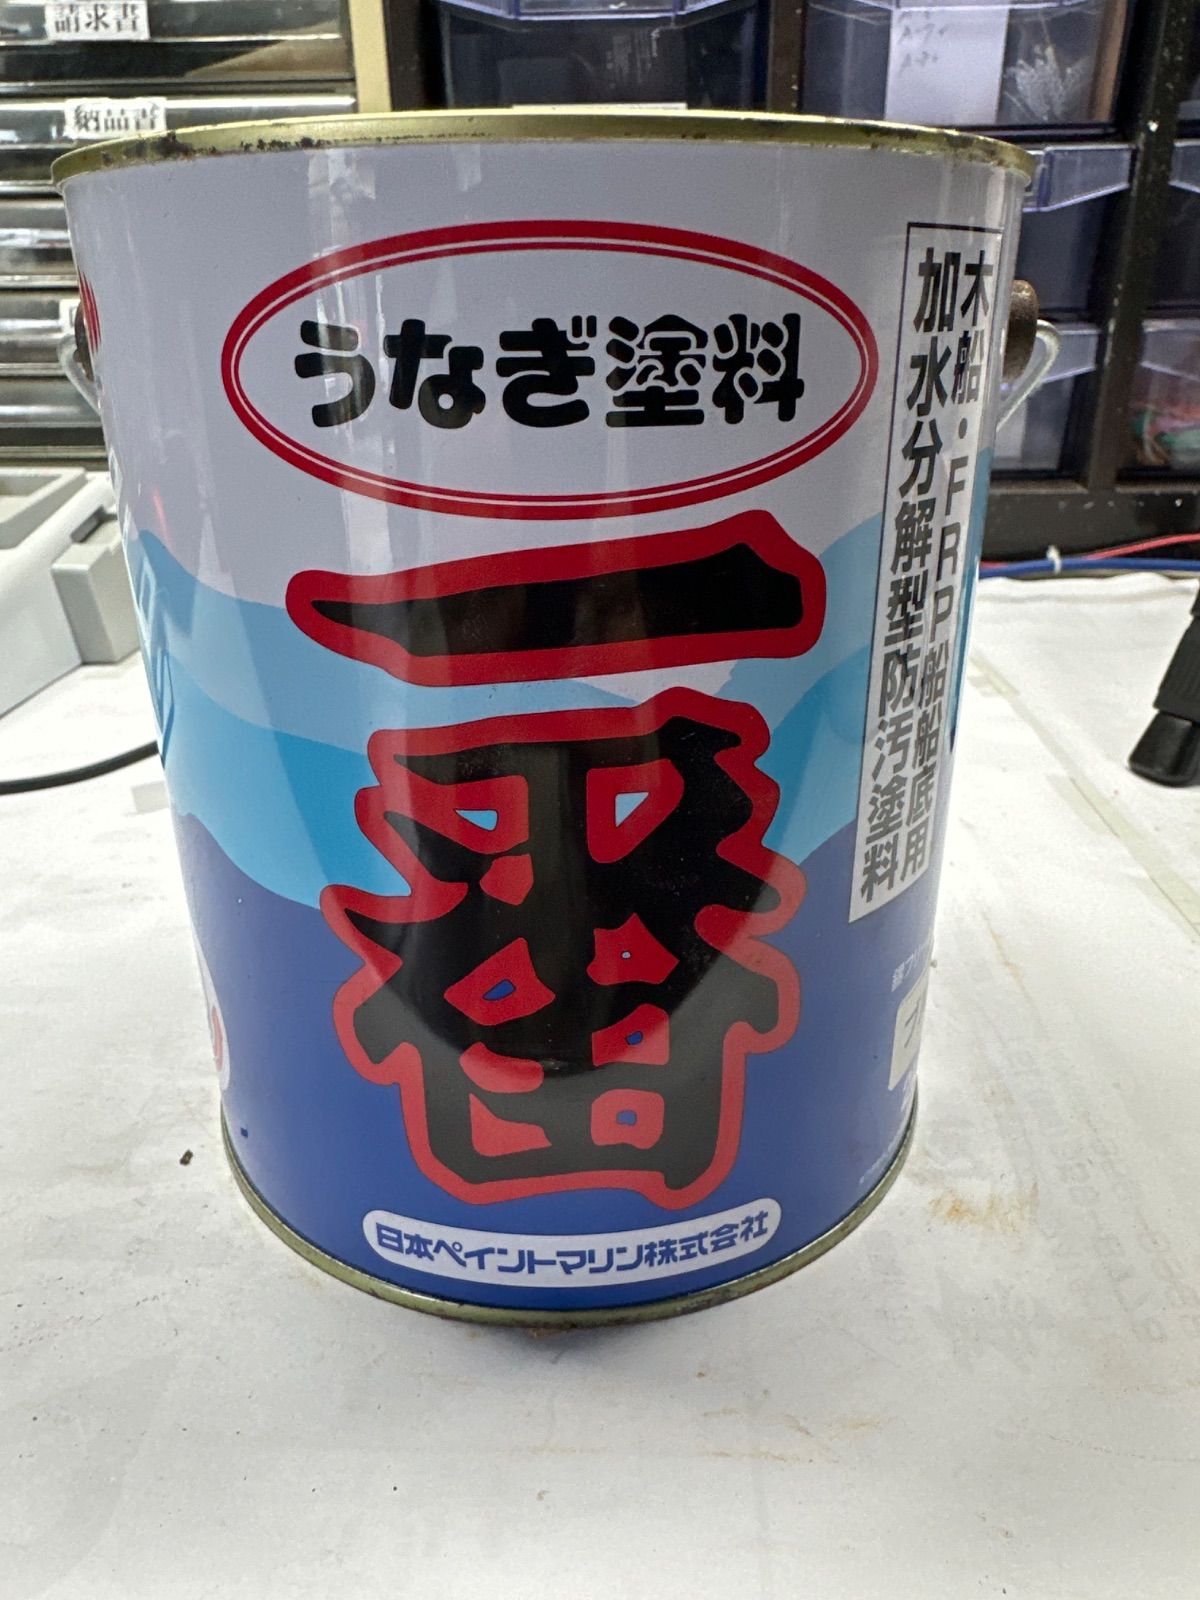 請求書
納品書
うなぎ塗料
一番
木船・FRP船船底用
加水分解型防汚塗料
日本ペイントマリン株式会社